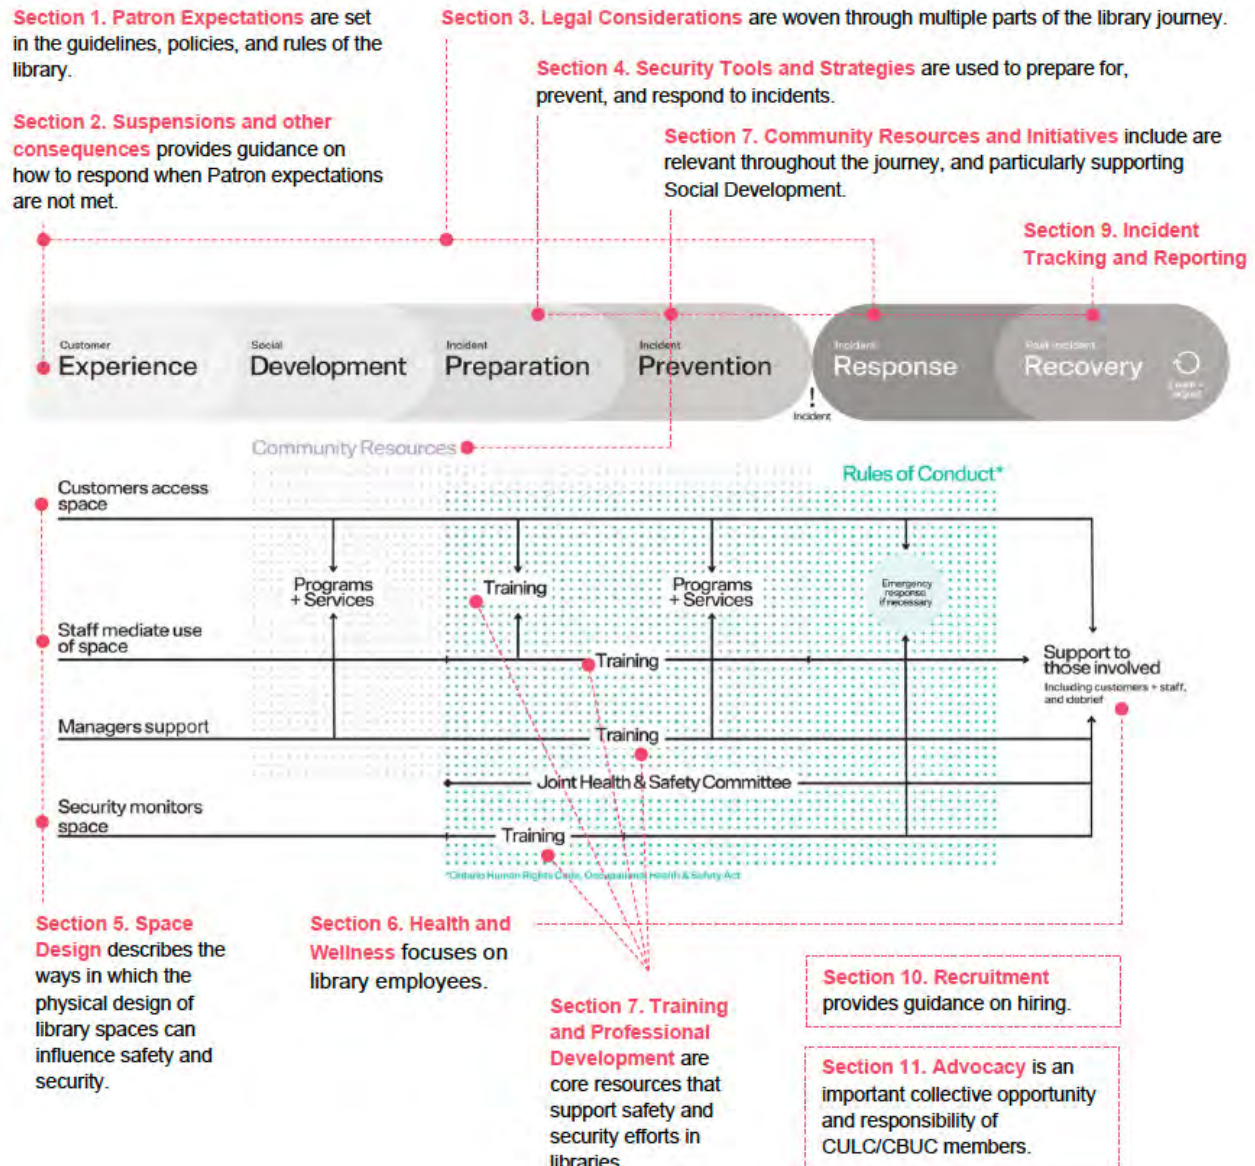 Section 1. Patron Expectations are set
in the guidelines, policies, and rules of the
library.
Section 3. Legal Considerations are woven through multiple parts of the library journey.
Section 4. Security Tools and Strategies are used to prepare for,
prevent, and respond to incidents.
Section 2. Suspensions and other
consequences provides guidance on
how to respond when Patron expectations
are not met.
Section 7. Community Resources and Initiatives include are
relevant throughout the journey, and particularly supporting
Social Development.
Section 9. Incident
Tracking and Reporting
Customer
Experience
Social
Development
Incident
Preparation
Incident
Prevention
!
Incident
Incident
Response
Post-Incident
Recovery
Learn +
adjust
Community Resources
Rules of Conduct*
Customers access
space
Programs
+ Services
Training
Programs
+ Services
Emergency
response
if necessary
Staff mediate use
of space
Training
Support to
those involved
Including customers + staff,
and debrief
Managers support
Training
Joint Health & Safety Committee
Security monitors
space
Training
*Ontario Human Rights Code, Occupational Health & Safety Act
Section 5. Space
Design describes the
ways in which the
physical design of
library spaces can
influence safety and
security.
Section 6. Health and
Wellness focuses on
library employees.
Section 7. Training
and Professional
Development are
core resources that
support safety and
security efforts in
libraries
Section 10. Recruitment
provides guidance on hiring.
Section 11. Advocacy is an
important collective opportunity
and responsibility of
CULC/CBUC members.